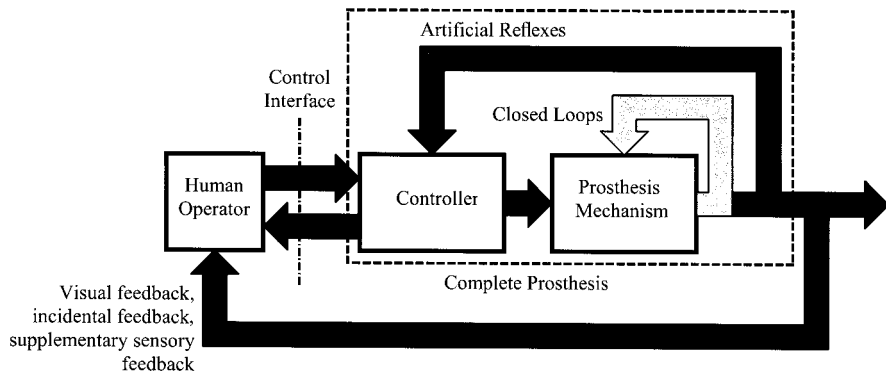 Artificial Reflexes
Control
Interface
Closed Loops
Human
Operator
Controller
Prosthesis
Mechanism
Complete Prosthesis
Visual feedback,
incidental feedback,
supplementary sensory
feedback